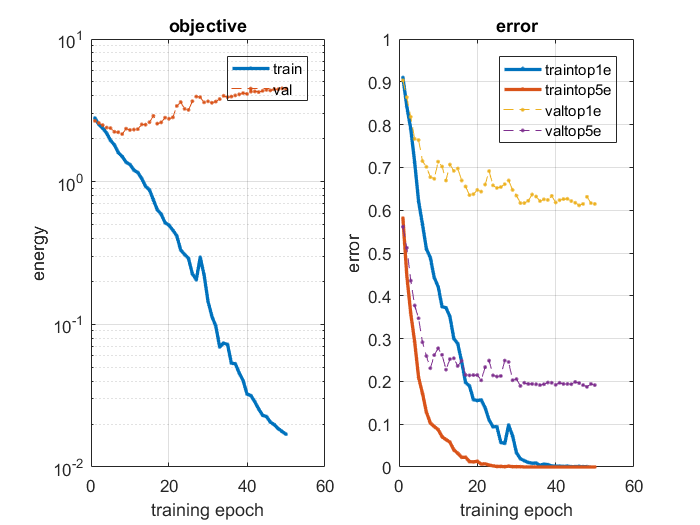 objective
10^1
10^0
10^-1
10^-2
energy
0
20
40
60
training epoch
train
val
error
1
0.9
0.8
0.7
0.6
0.5
0.4
0.3
0.2
0.1
0
error
0
20
40
60
training epoch
traintop1e
traintop5e
valtop1e
valtop5e